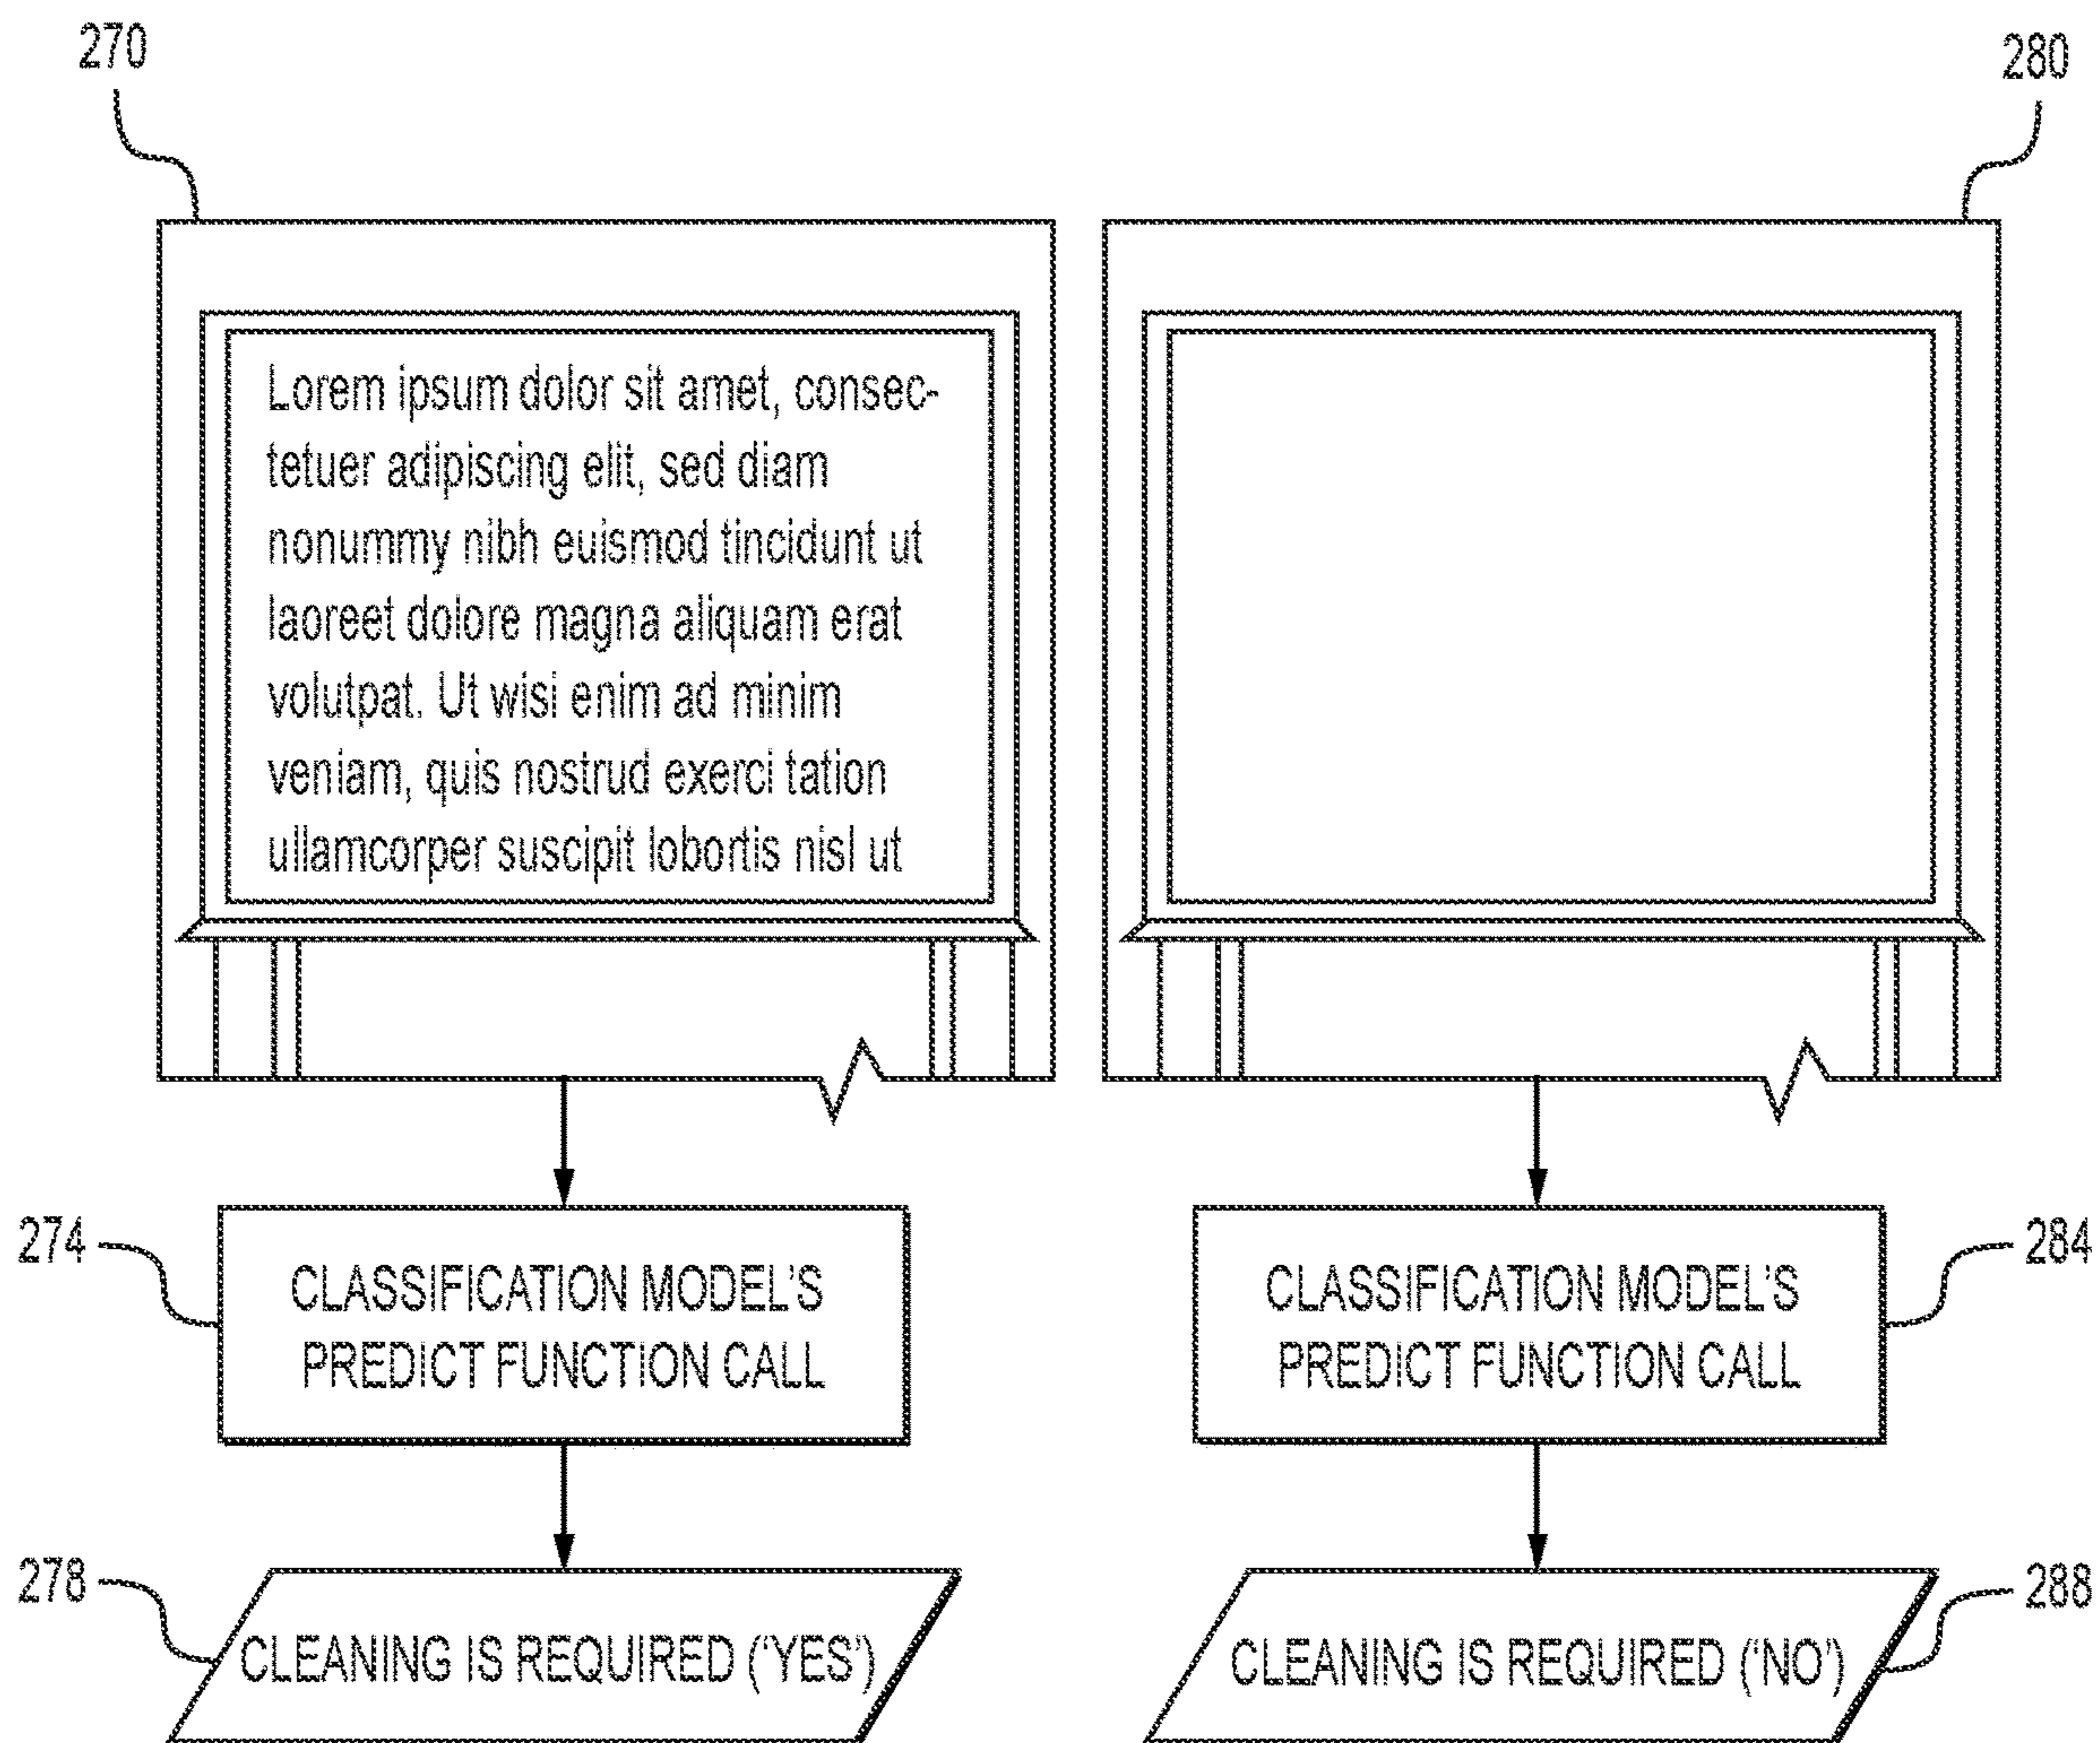 270
280
Lorem ipsum dolor sit amet, consec-
tetuer adipiscing elit, sed diam
nonummy nibh euismod tincidunt ut
laoreet dolore magna aliquam erat
volutpat. Ut wisi enim ad minim
veniam, quis nostrud exerci tation
ullamcorper suscipit lobortis nisl ut
274
CLASSIFICATION MODEL'S
PREDICT FUNCTION CALL
284
CLASSIFICATION MODEL'S
PREDICT FUNCTION CALL
278
CLEANING IS REQUIRED ('YES')
288
CLEANING IS REQUIRED ('NO')